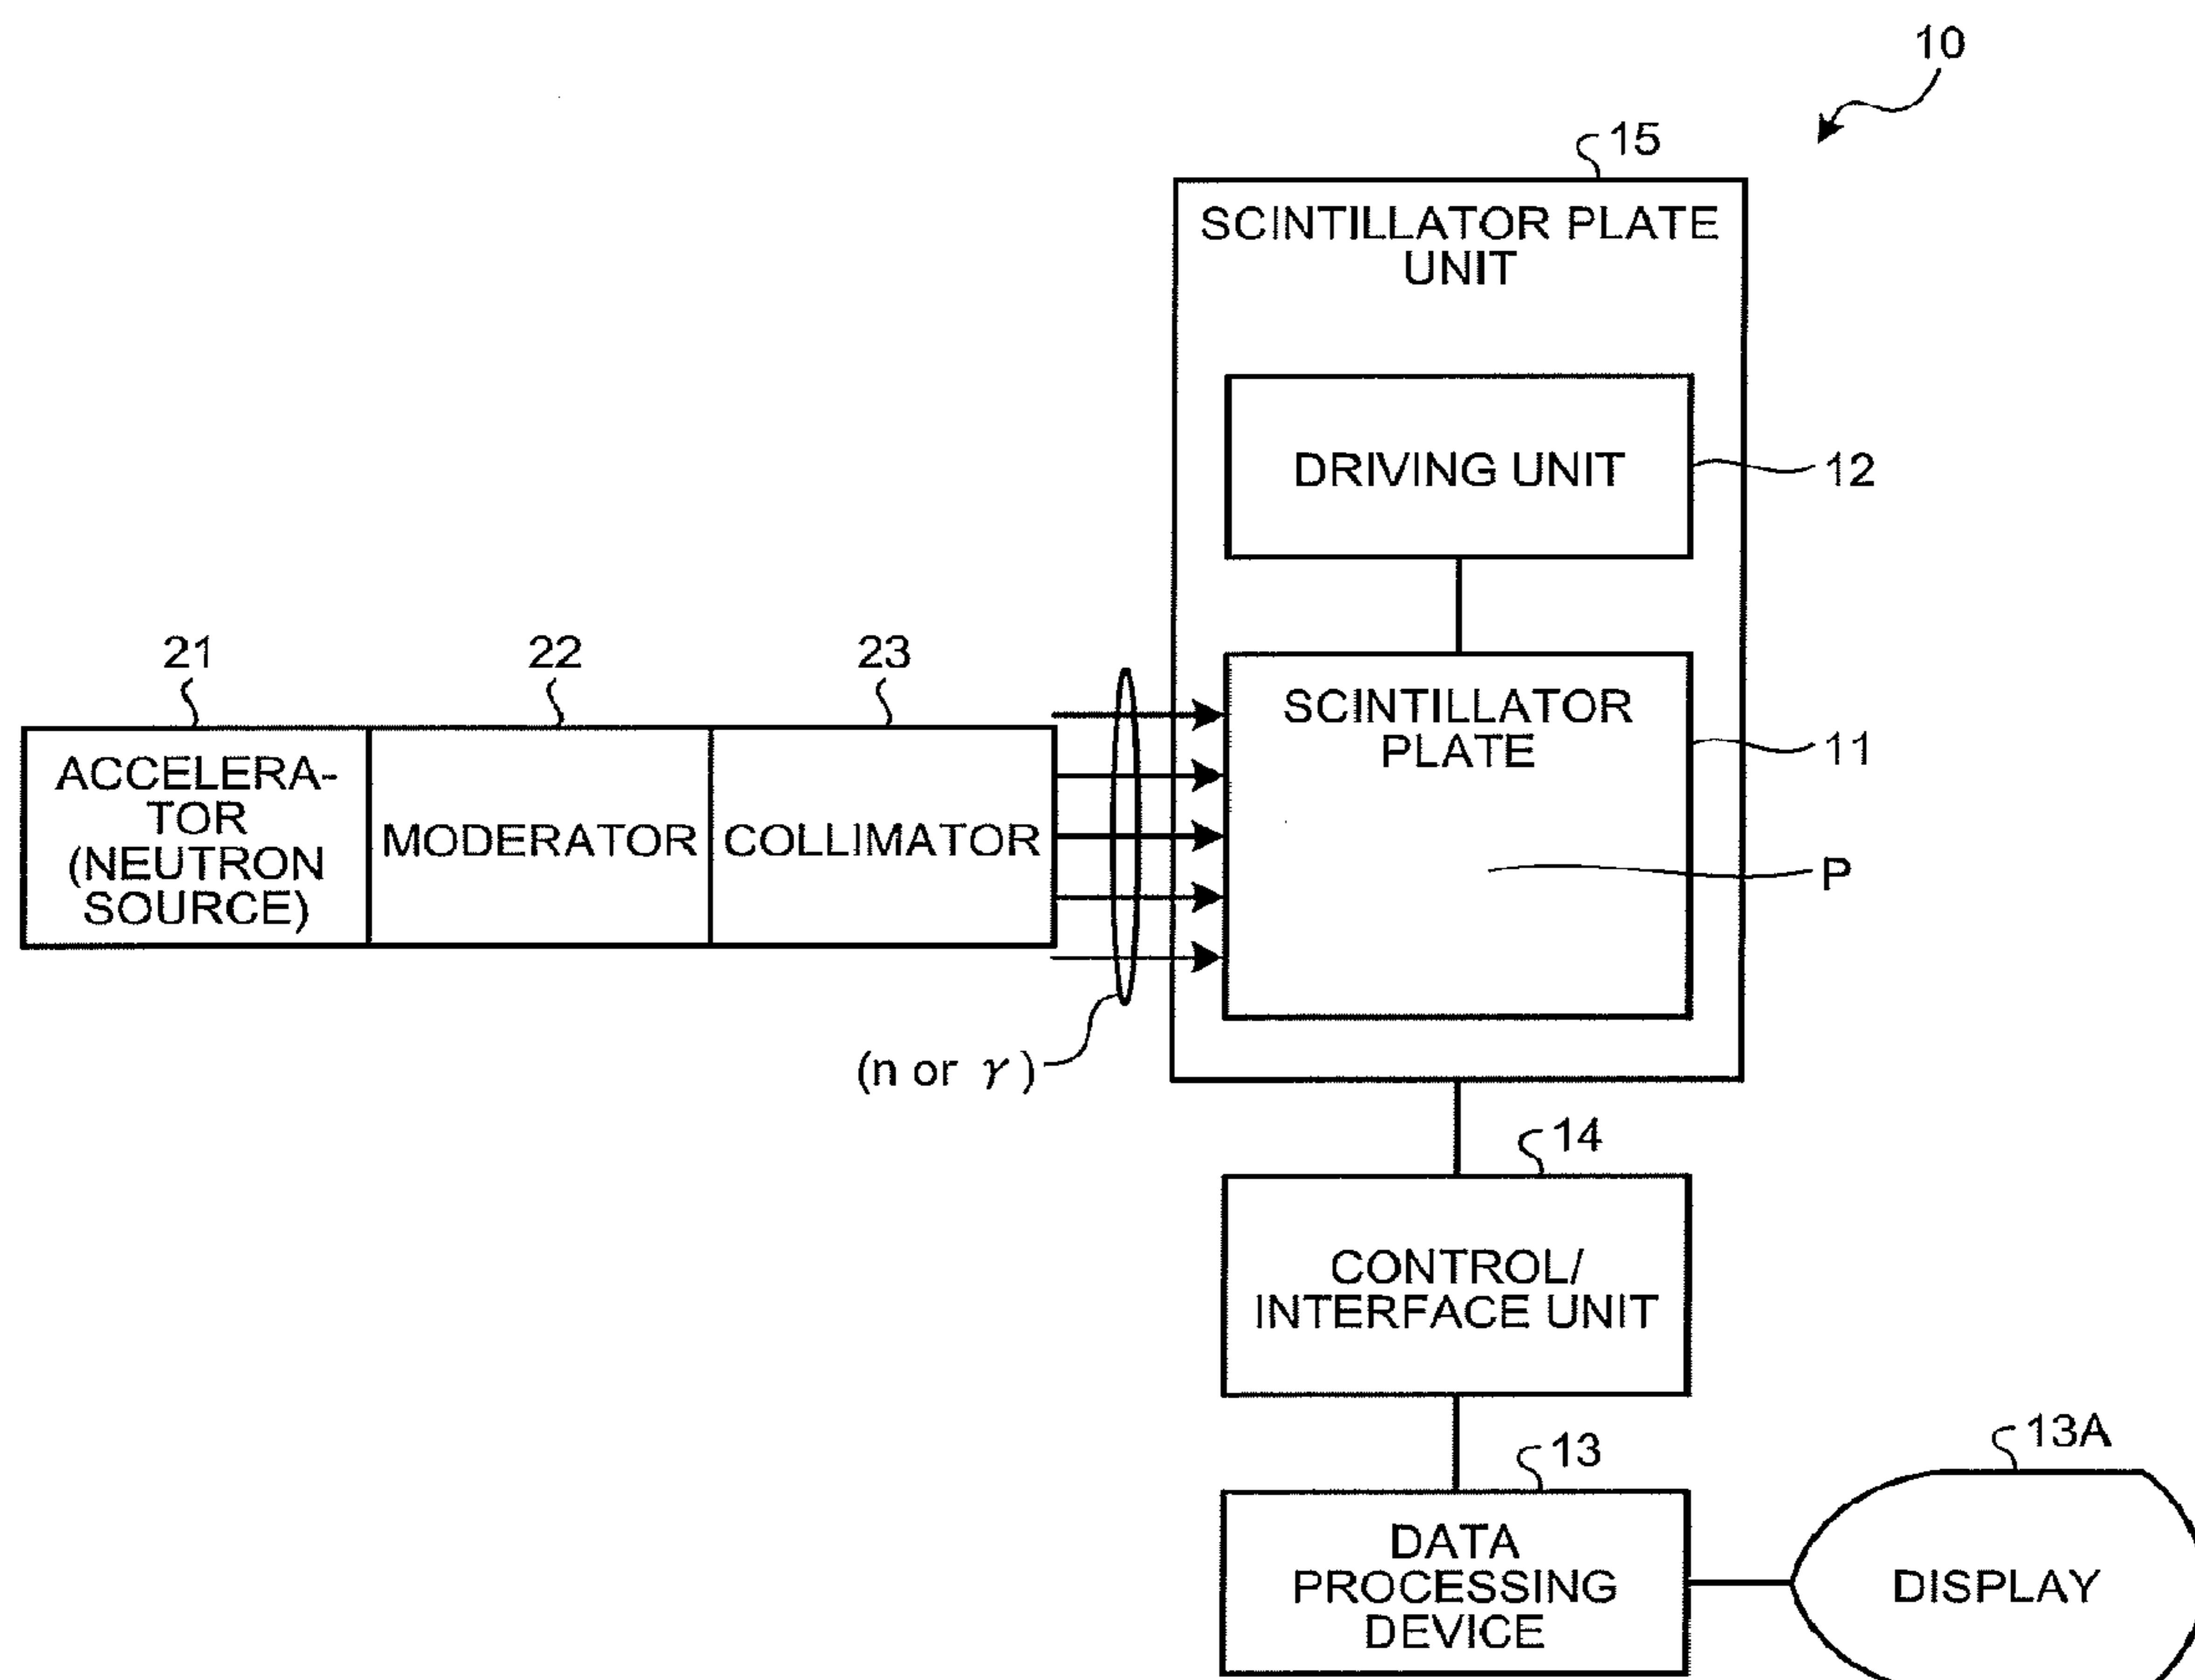 10
15
SCINTILLATOR PLATE
UNIT
DRIVING UNIT
12
21
22
23
SCINTILLATOR
PLATE
11
ACCELERA-
TOR
(NEUTRON
SOURCE)
MODERATOR
COLLIMATOR
P
(n or γ)
14
CONTROL/
INTERFACE UNIT
13
13A
DATA
PROCESSING
DEVICE
DISPLAY